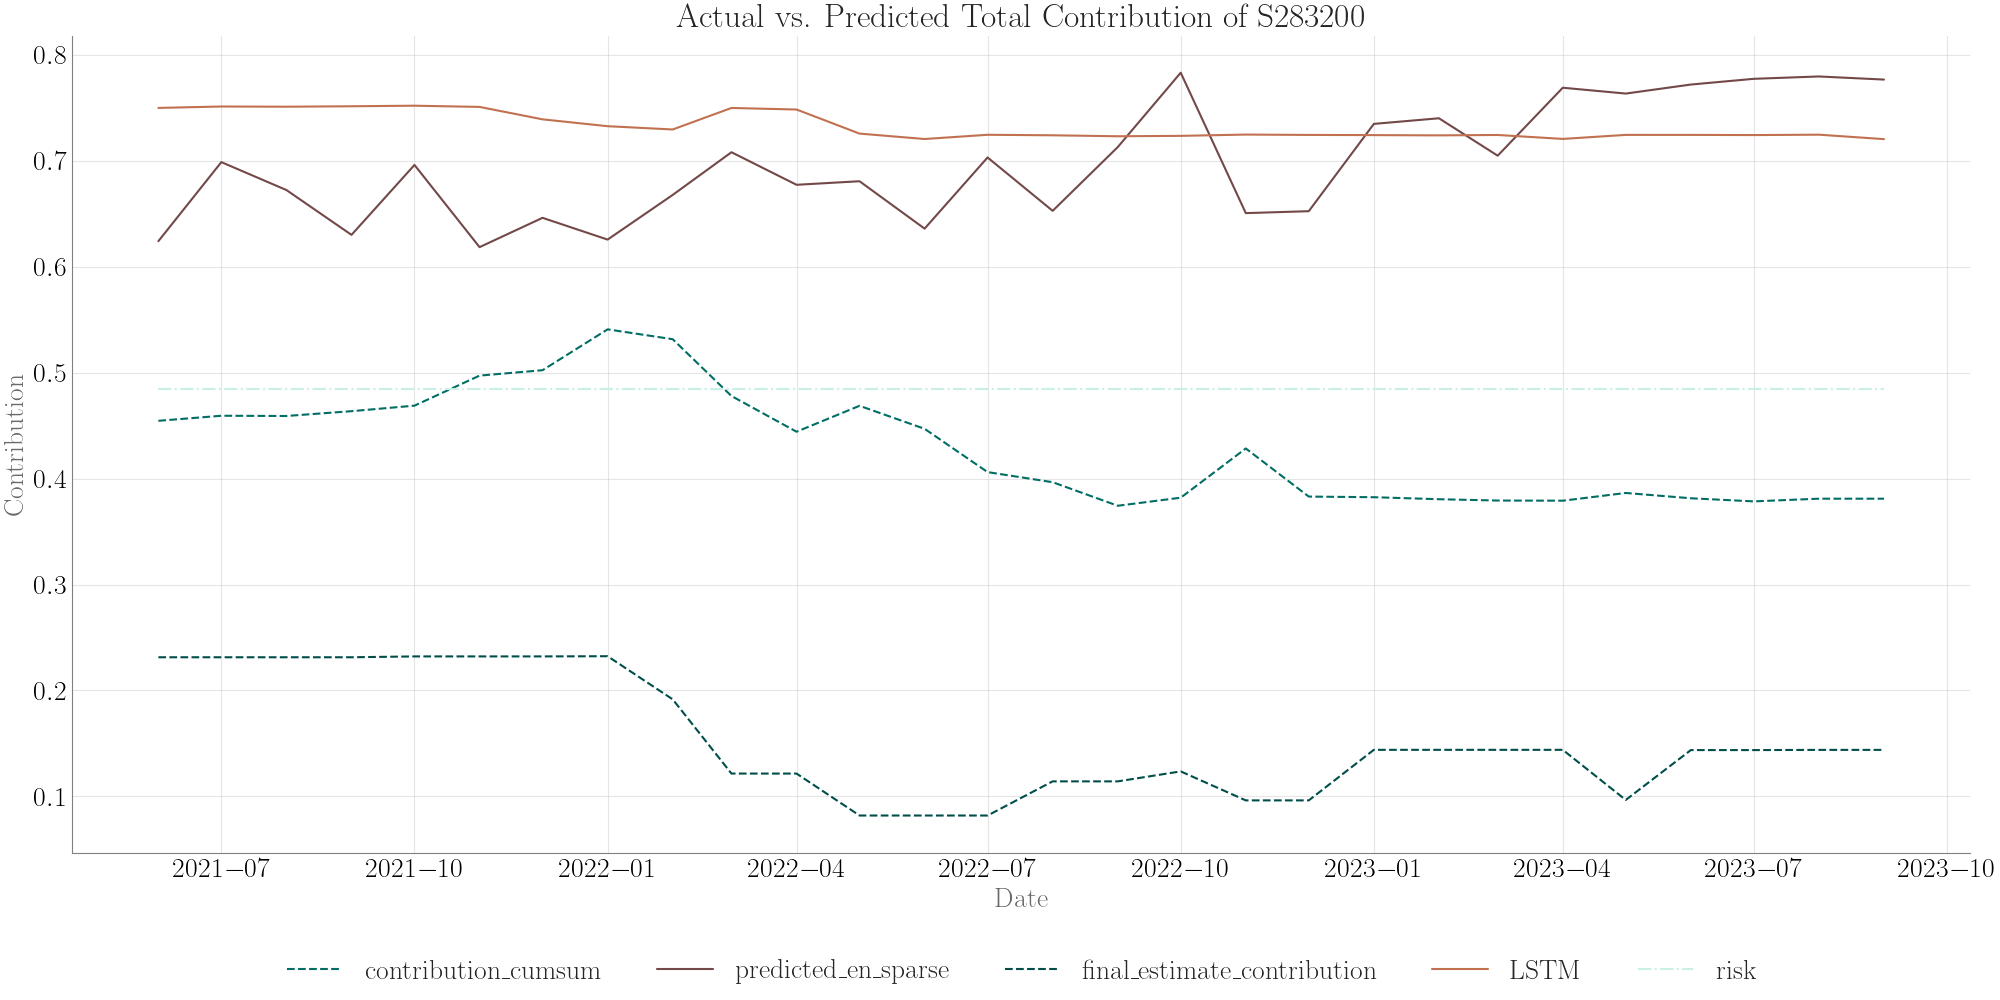 Actual vs. Predicted Total Contribution of S283200
0.8
0.7
0.6
0.5
0.4
0.3
0.2
0.1
Contribution
2021−07 2021−10 2022−01 2022−04 2022−07 2022−10 2023−01 2023−04 2023−07 2023−10
Date
contribution_cumsum predicted_en_sparse final_estimate_contribution LSTM risk